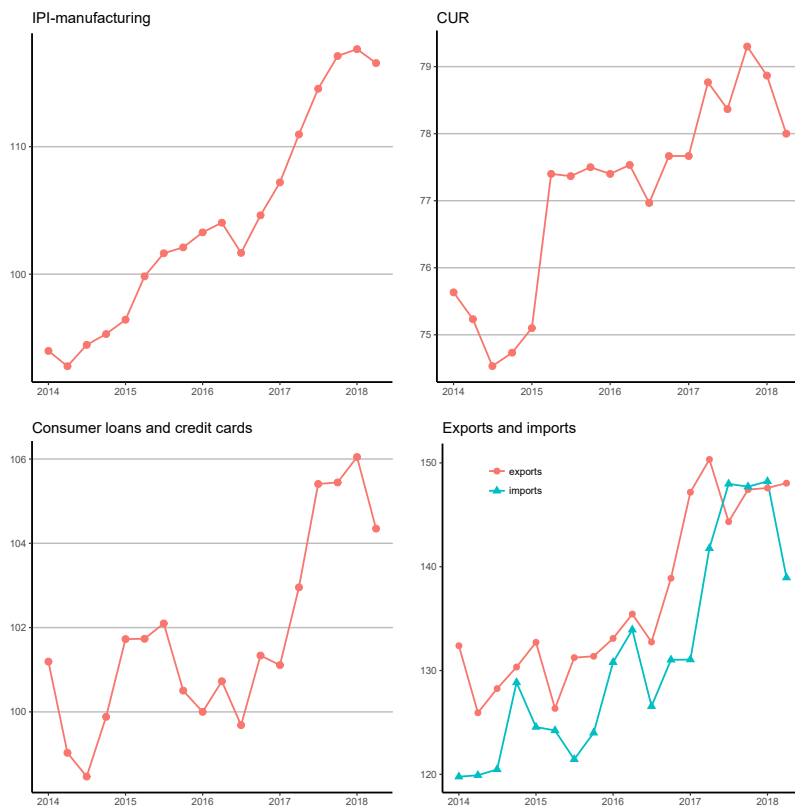 IPI-manufacturing
110
100
2014 2015 2016 2017 2018
CUR
79
78
77
76
75
2014 2015 2016 2017 2018
Consumer loans and credit cards
106
104
102
100
2014 2015 2016 2017 2018
Exports and imports
150
exports
imports
140
130
120
2014 2015 2016 2017 2018